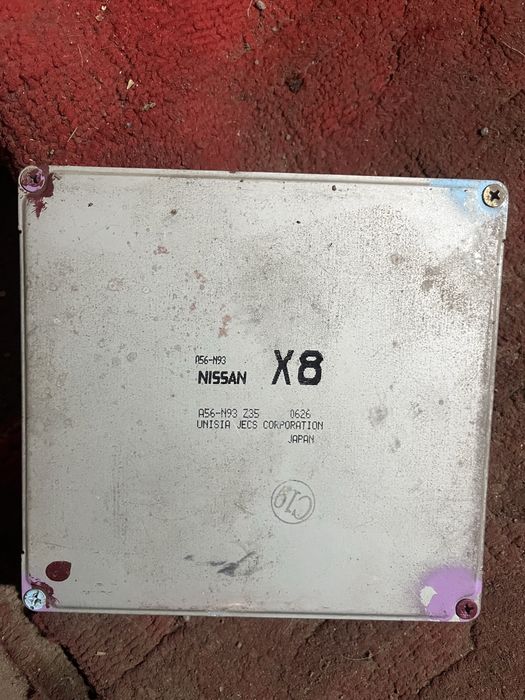 A56-N93
NISSAN X8
A56-N93 Z35 0626
UNISIA JECS CORPORATION
JAPAN
C19